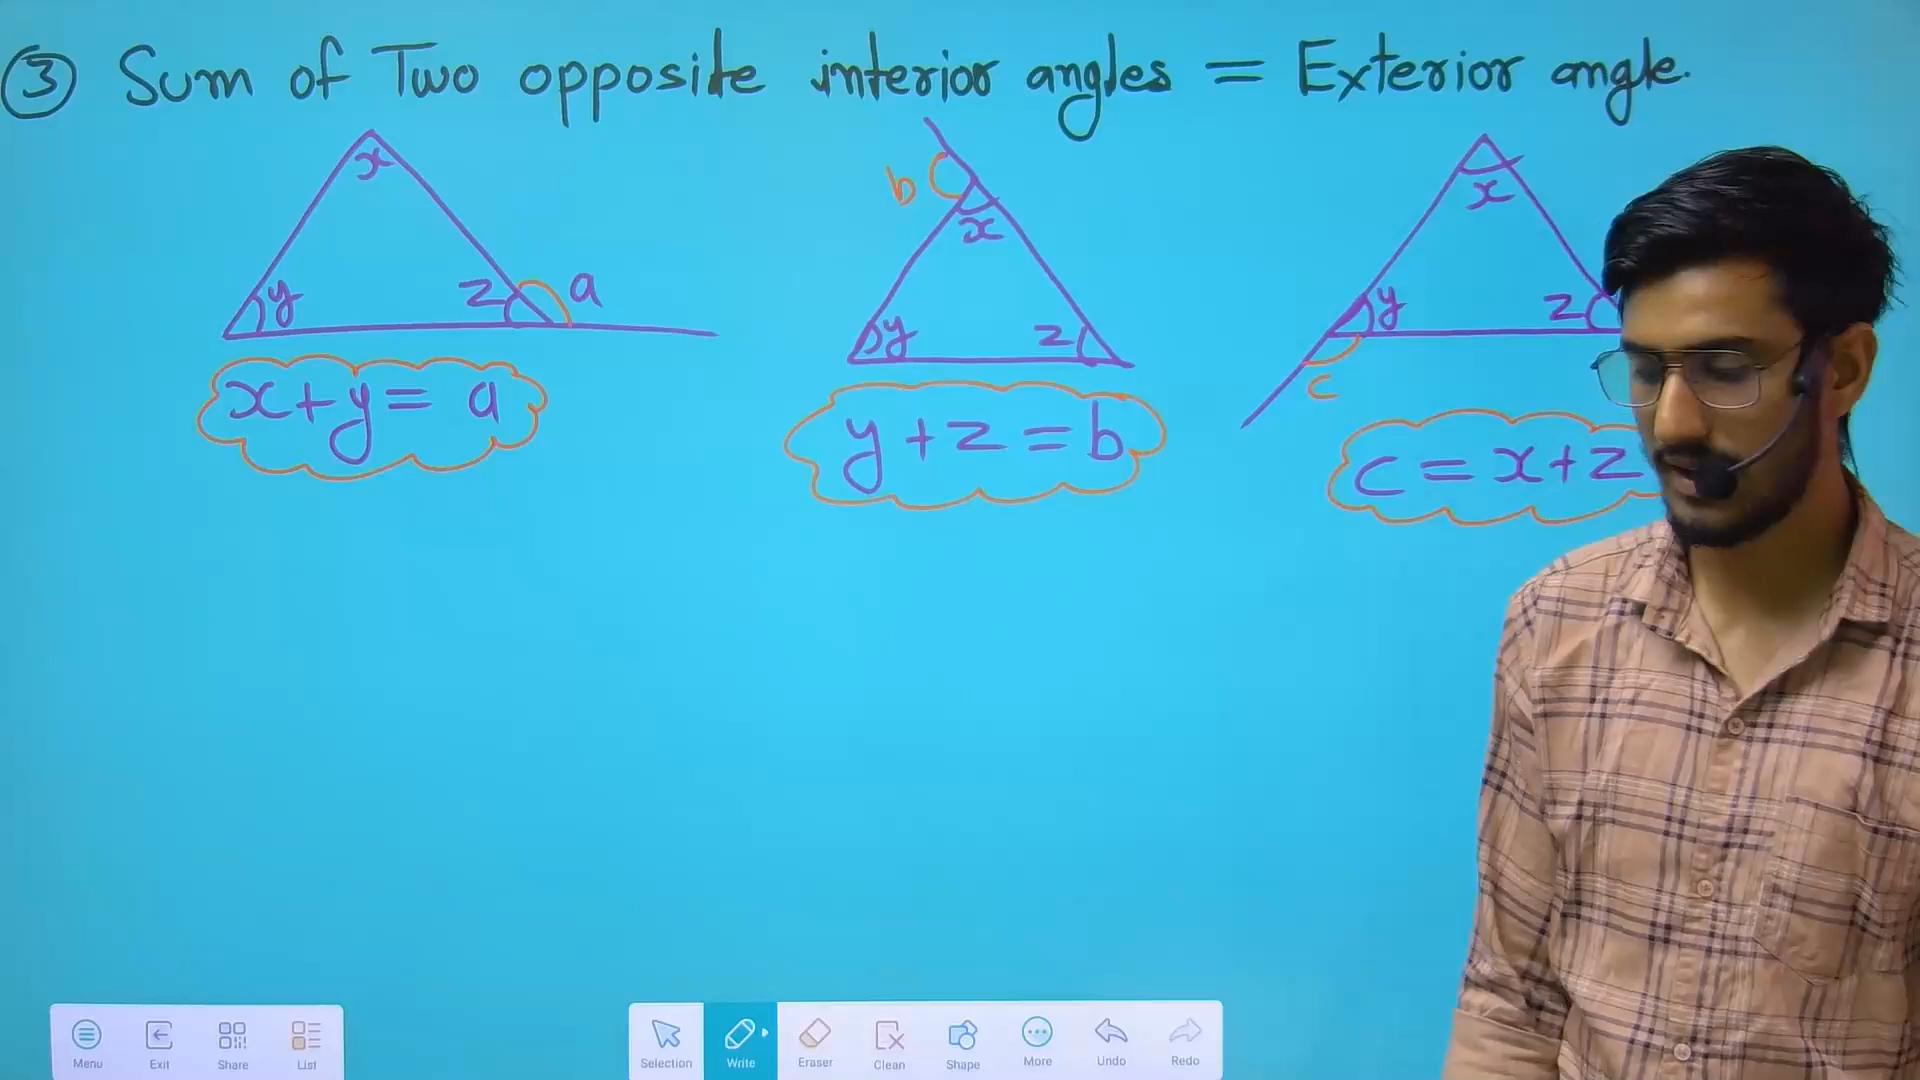 3 Sum of Two opposite interior angles = Exterior angle.
x
y
z
a
x+y= a
b
x
y
z
y+z=b
x
y
z
c
c=x+z
Menu Exit Share List Selection Write Eraser Clean Shape More Undo Redo